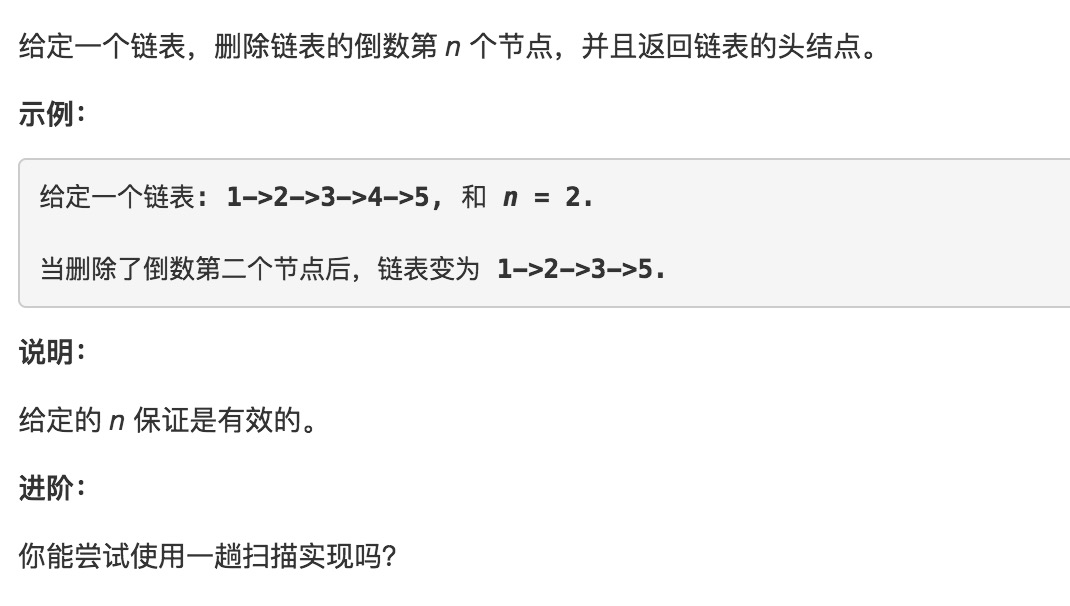 给定一个链表，删除链表的倒数第 n 个节点，并且返回链表的头结点。
示例：
给定一个链表: 1->2->3->4->5, 和 n = 2.
当删除了倒数第二个节点后，链表变为 1->2->3->5.
说明：
给定的 n 保证是有效的。
进阶：
你能尝试使用一趟扫描实现吗？